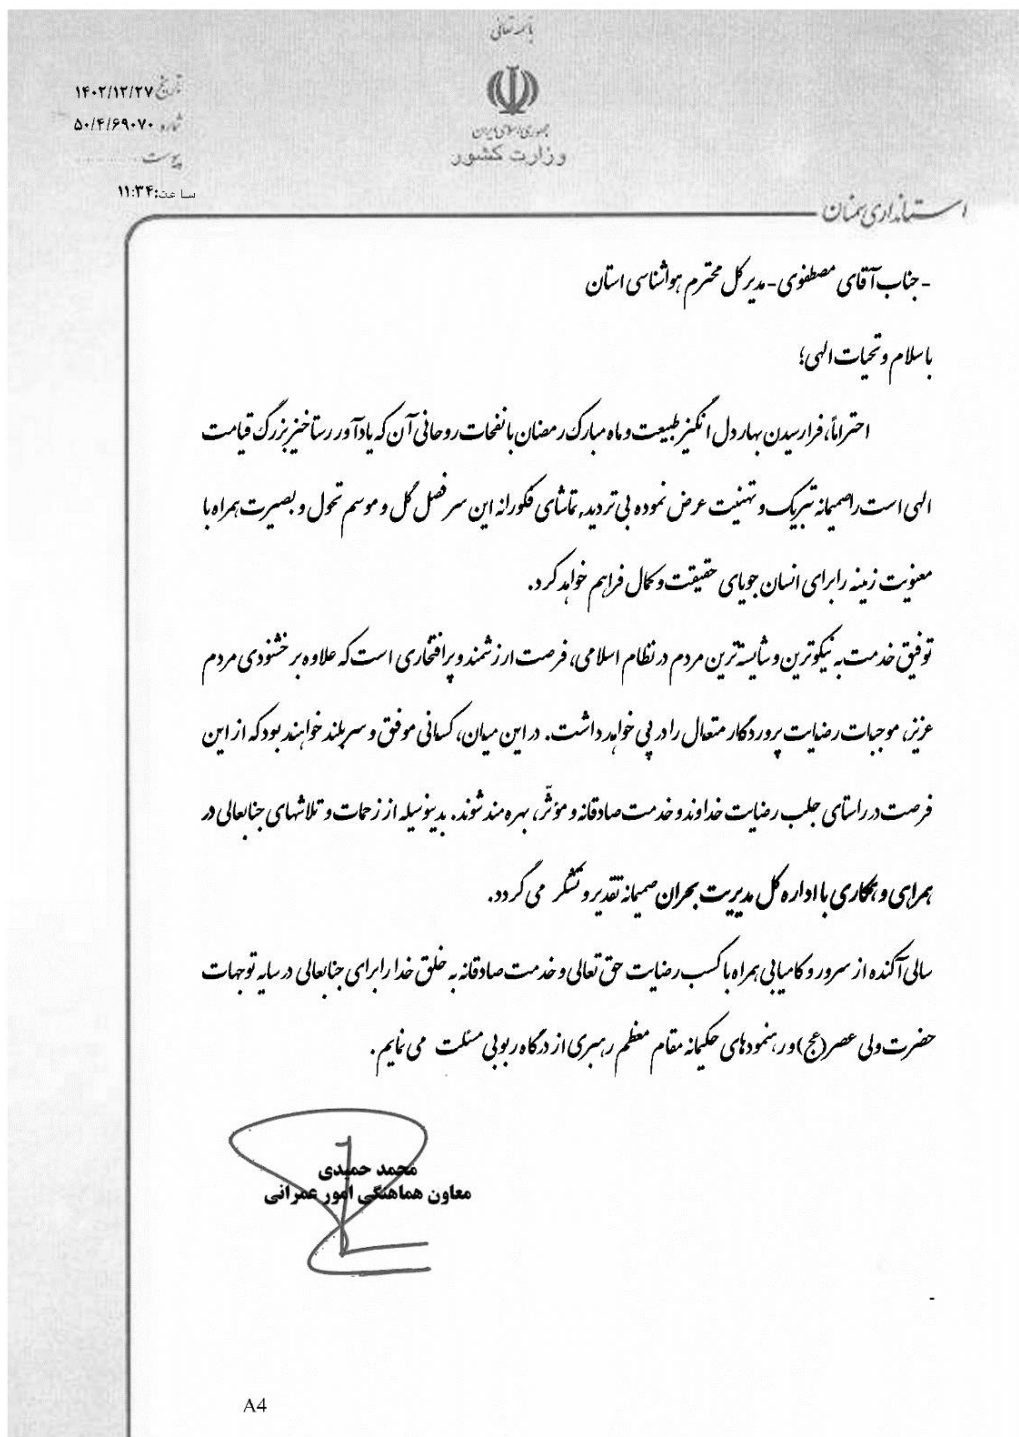 باسمه تعالی
جمهوری اسلامی ایران
وزارت کشور
استانداری سمنان
تاریخ ۱۴۰۲/۱۲/۲۷
شماره ۵۰/۴/۶۹۰۷۰
پیوست
ساعت:۱۱:۳۴
- جناب آقای مصطفوی - مدیرکل محترم هواشناسی استان
با سلام و تحیات الهی؛
احتراماً، فرارسیدن بهار دل انگیز طبیعت و ماه مبارک رمضان با نفحات روحانی آن که یادآور رستاخیز بزرگ قیامت
الهی است را صمیمانه تبریک و تهنیت عرض نموده بی تردید، تماشای فکورانه این سر فصل گل و موسم تحول و بصیرت همراه با
معنویت زمینه را برای انسان جویای حقیقت و کمال فراهم خواهد کرد.
توفیق خدمت به نیکوترین و شایسته ترین مردم در نظام اسلامی، فرصت ارزشمند و پرافتخاری است که علاوه بر خشنودی مردم
عزیز، موجبات رضایت پروردگار متعال را در پی خواهد داشت. در این میان، کسانی موفق و سربلند خواهند بود که از این
فرصت در راستای جلب رضایت خداوند و خدمت صادقانه و مؤثّر، بهره مند شوند. بدینوسیله از زحمات و تلاشهای جنابعالی در
همراهی و همکاری با اداره کل مدیریت بحران صمیمانه تقدیر و تشکر می گردد.
سالی آکنده از سرور و کامیابی همراه با کسب رضایت حق تعالی و خدمت صادقانه به خلق خدا را برای جنابعالی در سایه توجهات
حضرت ولی عصر(عج) و رهنمودهای حکیمانه مقام معظم رهبری از درگاه ربوبی مسئلت می نمایم.
محمد حمیدی
معاون هماهنگی امور عمرانی
A4